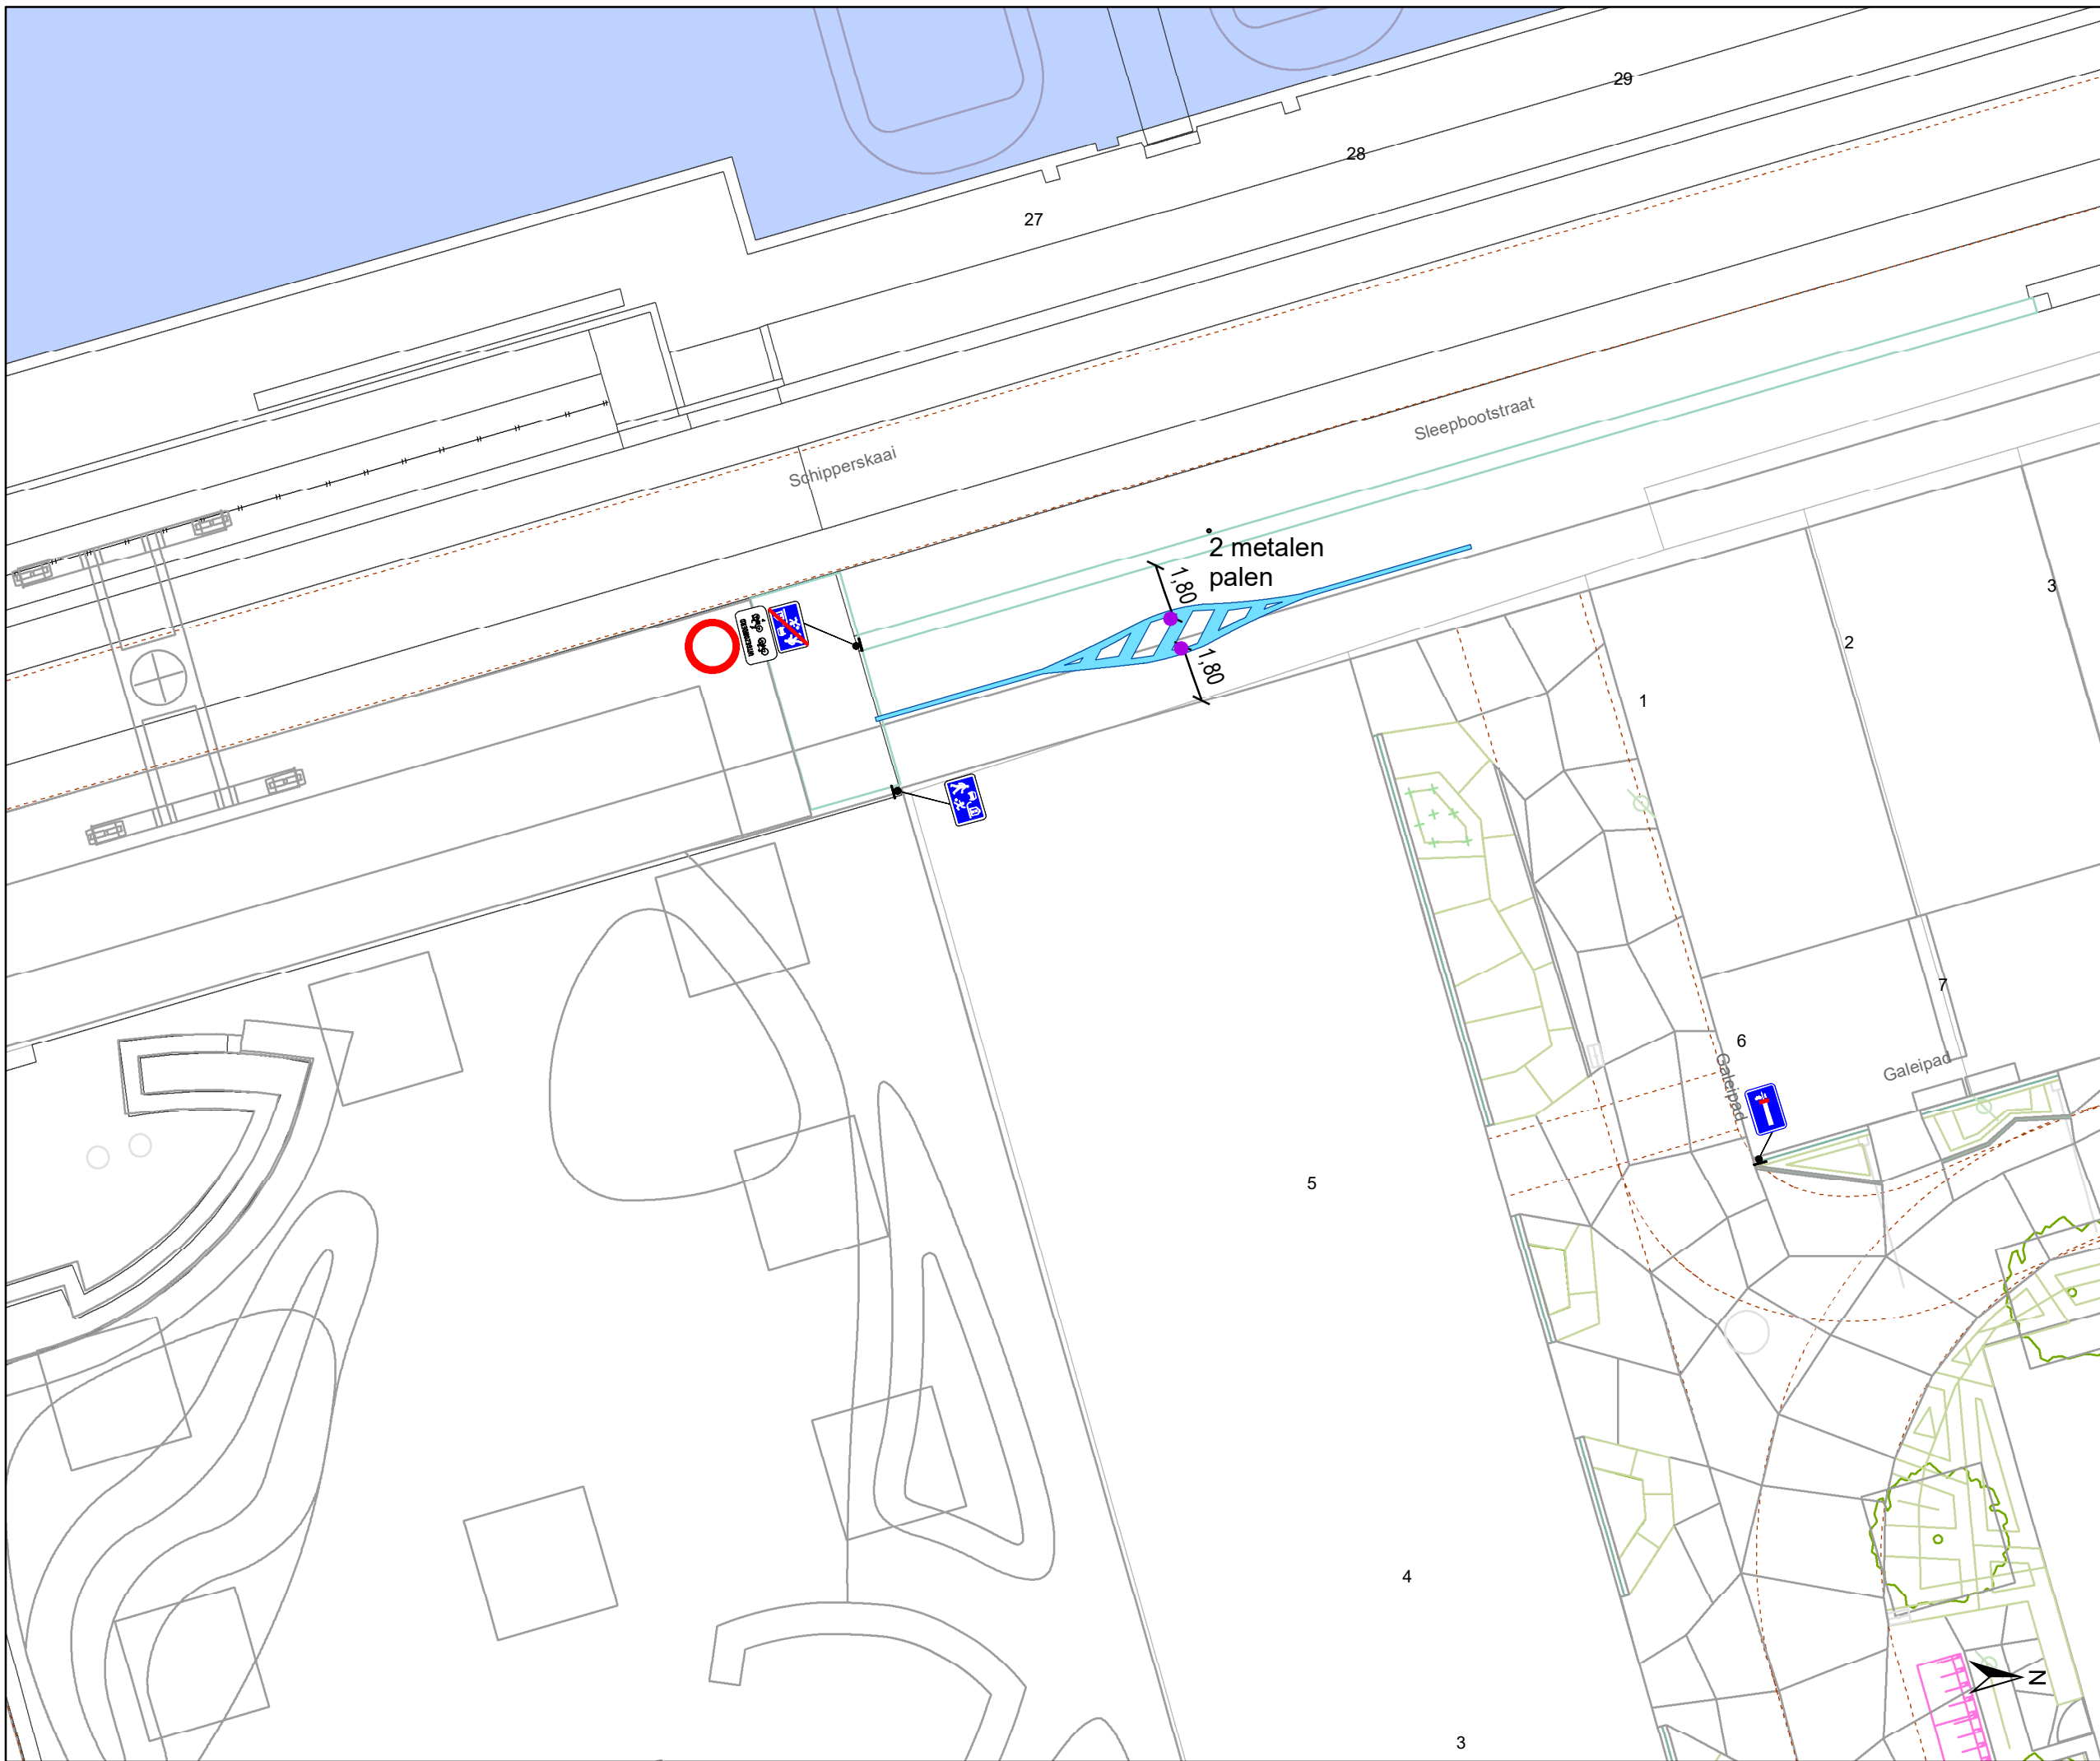 29
28
27
Sleepbootstraat
Schipperskaai
2 metalen
palen
1,80
1,80
3
2
1
7
6
Galeipad
Galeipad
5
4
N
3